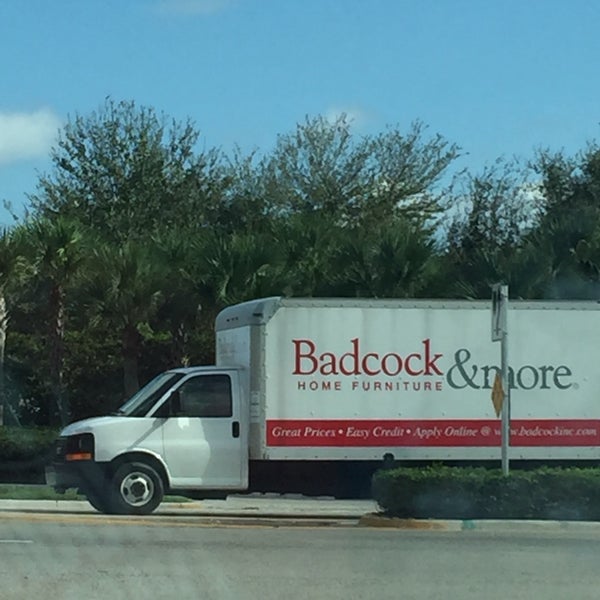 Badcock &more
HOME FURNITURE
Great Prices • Easy Credit • Apply Online @ www.badcockinc.com